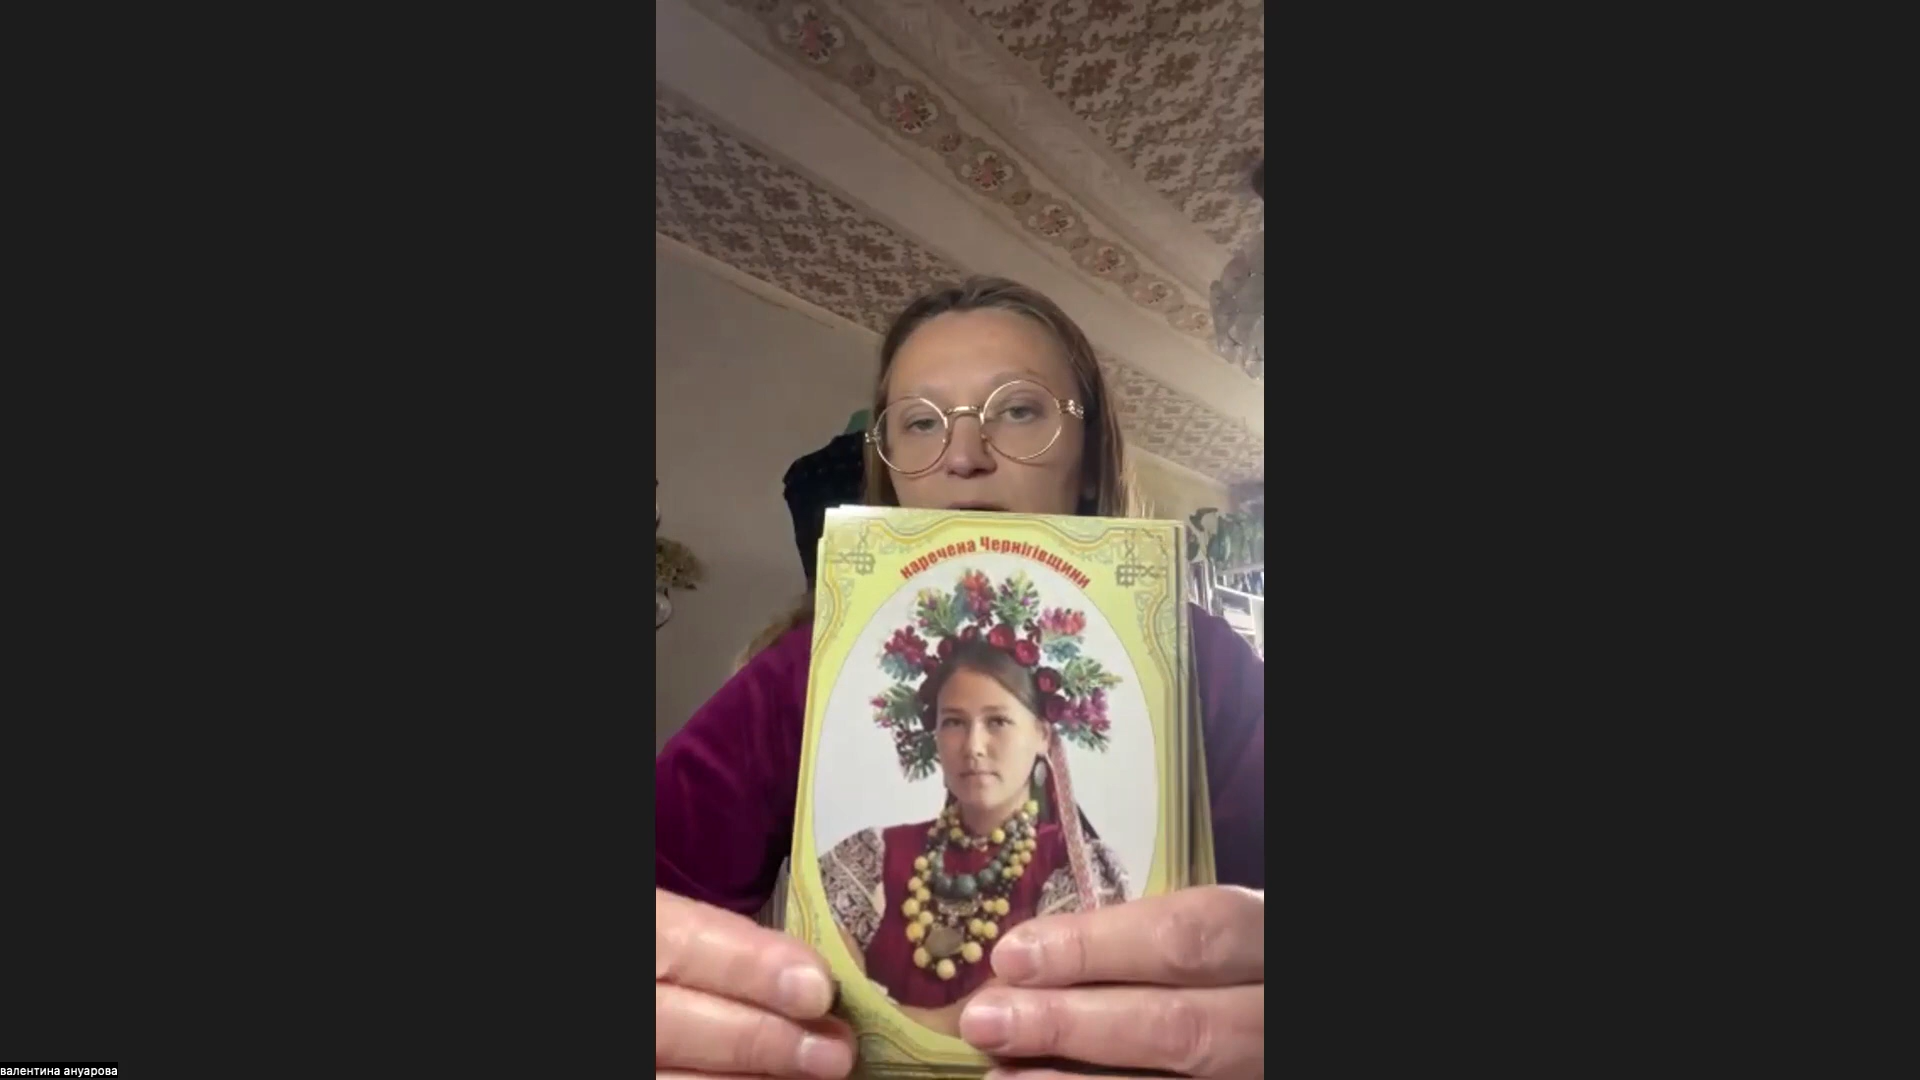 наречена Чернігівщини
валентина ануарова